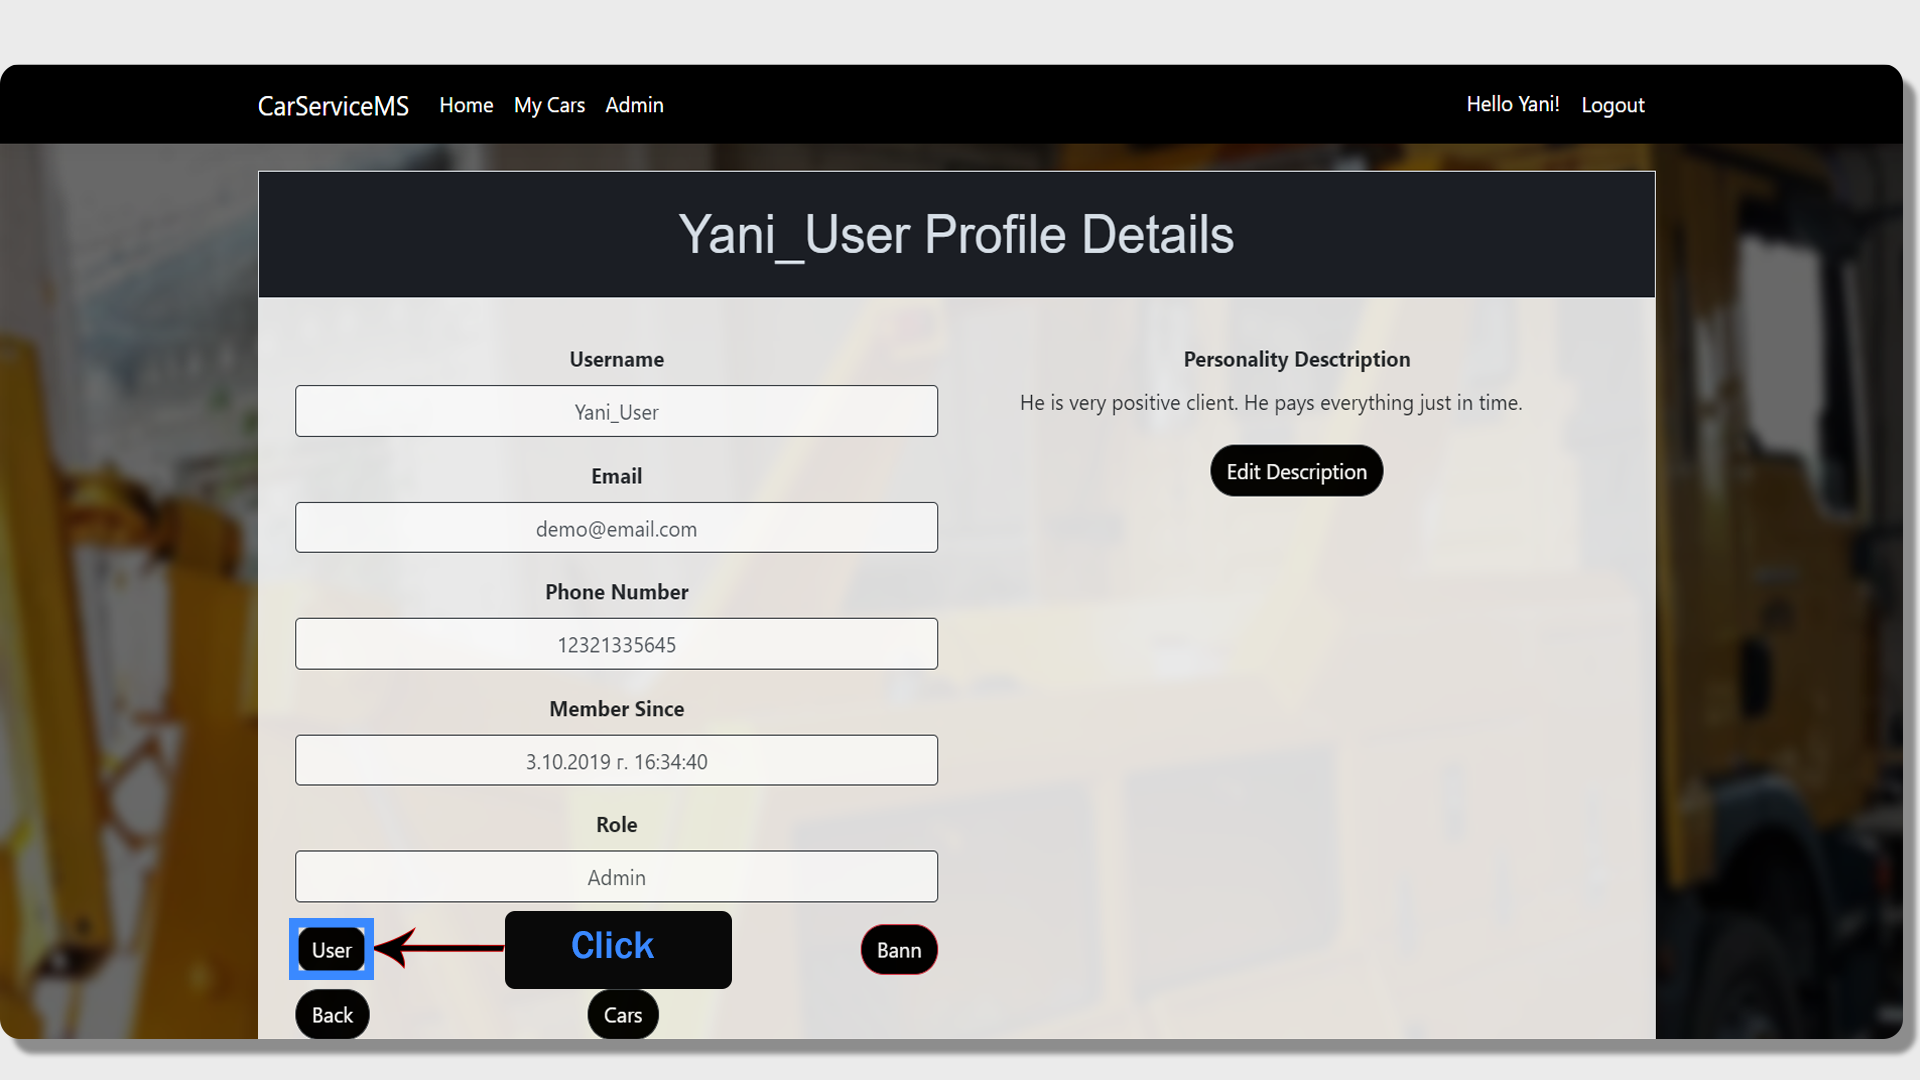 CarServiceMS Home My Cars Admin Hello Yani! Logout
Yani_User Profile Details
Username
Yani_User
Email
demo@email.com
Phone Number
12321335645
Member Since
3.10.2019 г. 16:34:40
Role
Admin
User
Click
Bann
Back
Cars
Personality Desctription
He is very positive client. He pays everything just in time.
Edit Description